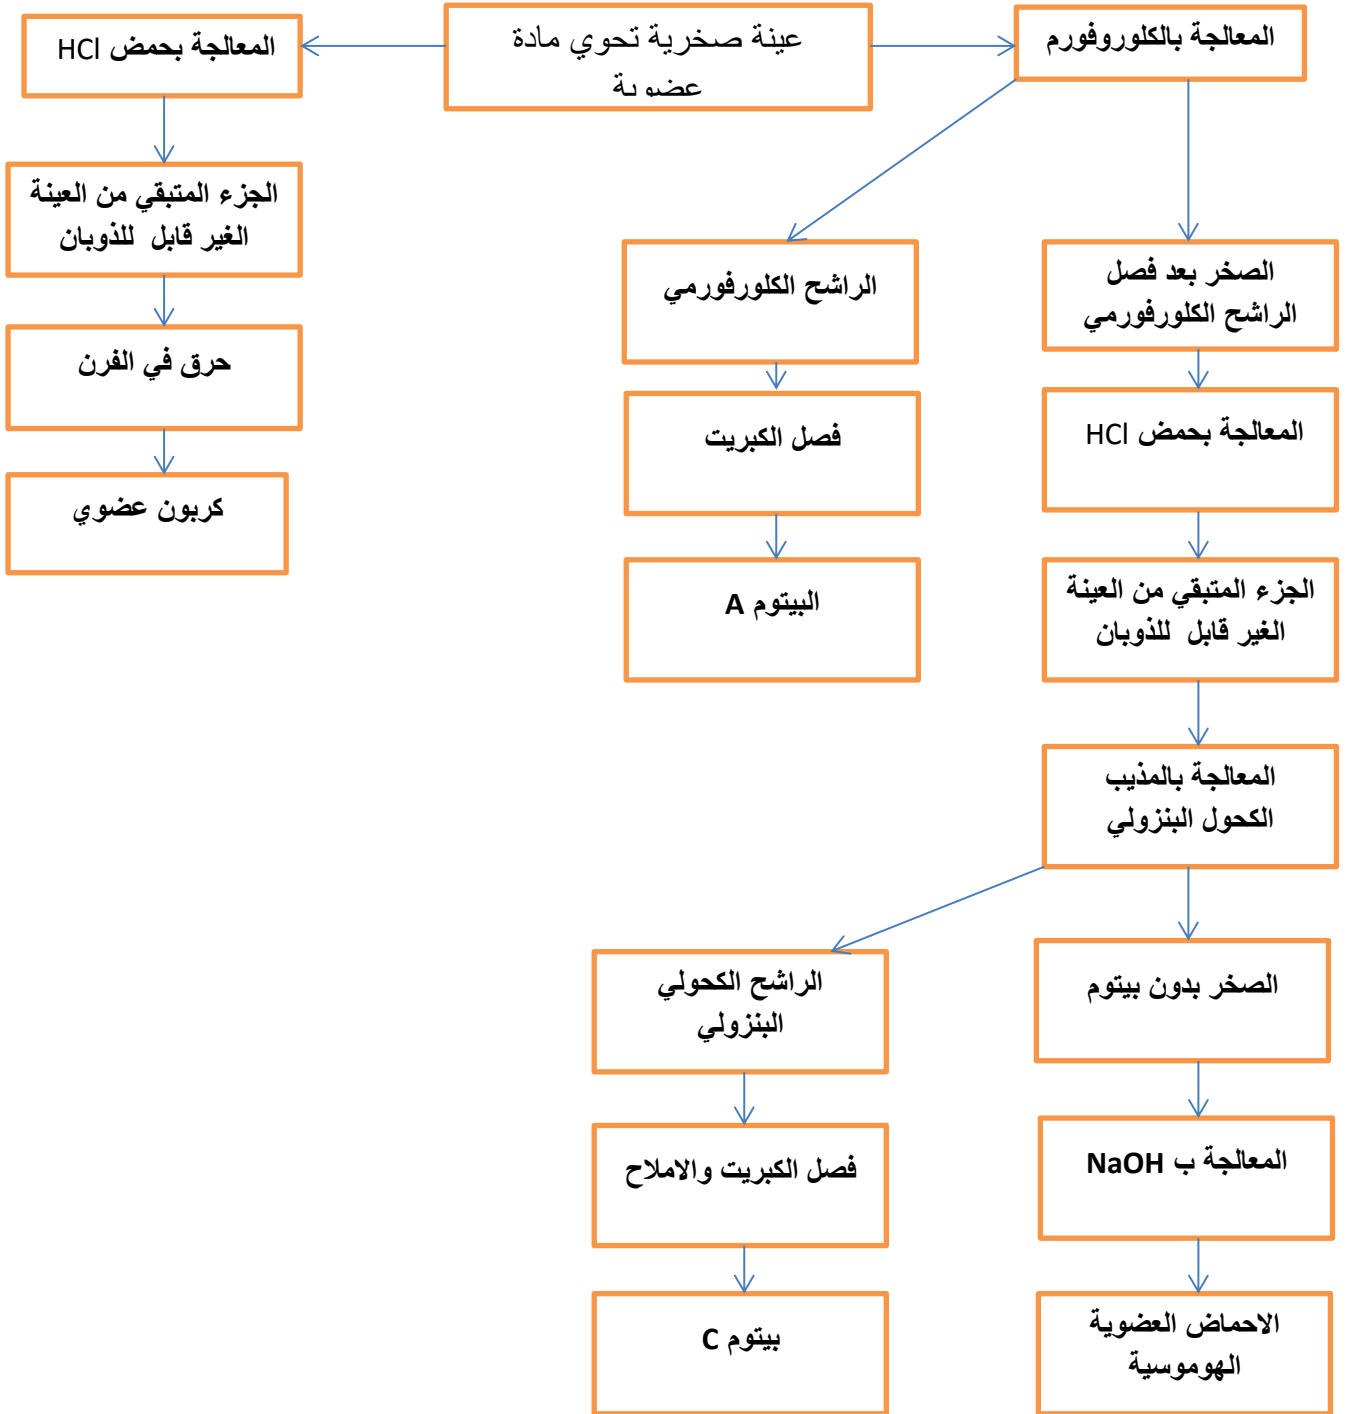 عينة صخرية تحوي مادة
عضوية
المعالجة بالكلوروفورم
المعالجة بحمض HCl
الجزء المتبقي من العينة
الغير قابل للذوبان
حرق في الفرن
كربون عضوي
الراشح الكلورفورمي
فصل الكبريت
البيتوم A
الصخر بعد فصل
الراشح الكلورفورمي
المعالجة بحمض HCl
الجزء المتبقي من العينة
الغير قابل للذوبان
المعالجة بالمذيب
الكحول البنزولي
الراشح الكحولي
البنزولي
فصل الكبريت والاملاح
بيتوم C
الصخر بدون بيتوم
المعالجة ب NaOH
الاحماض العضوية
الهوموسية